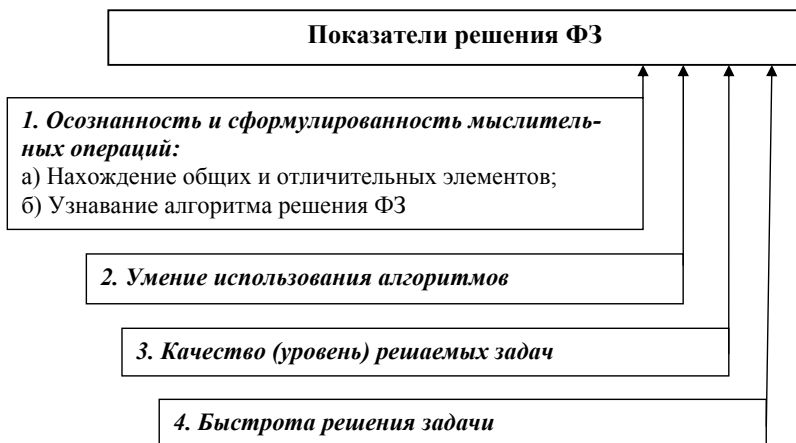 Показатели решения ФЗ
1. Осознанность и сформулированность мыслитель-
ных операций:
а) Нахождение общих и отличительных элементов;
б) Узнавание алгоритма решения ФЗ
2. Умение использования алгоритмов
3. Качество (уровень) решаемых задач
4. Быстрота решения задачи